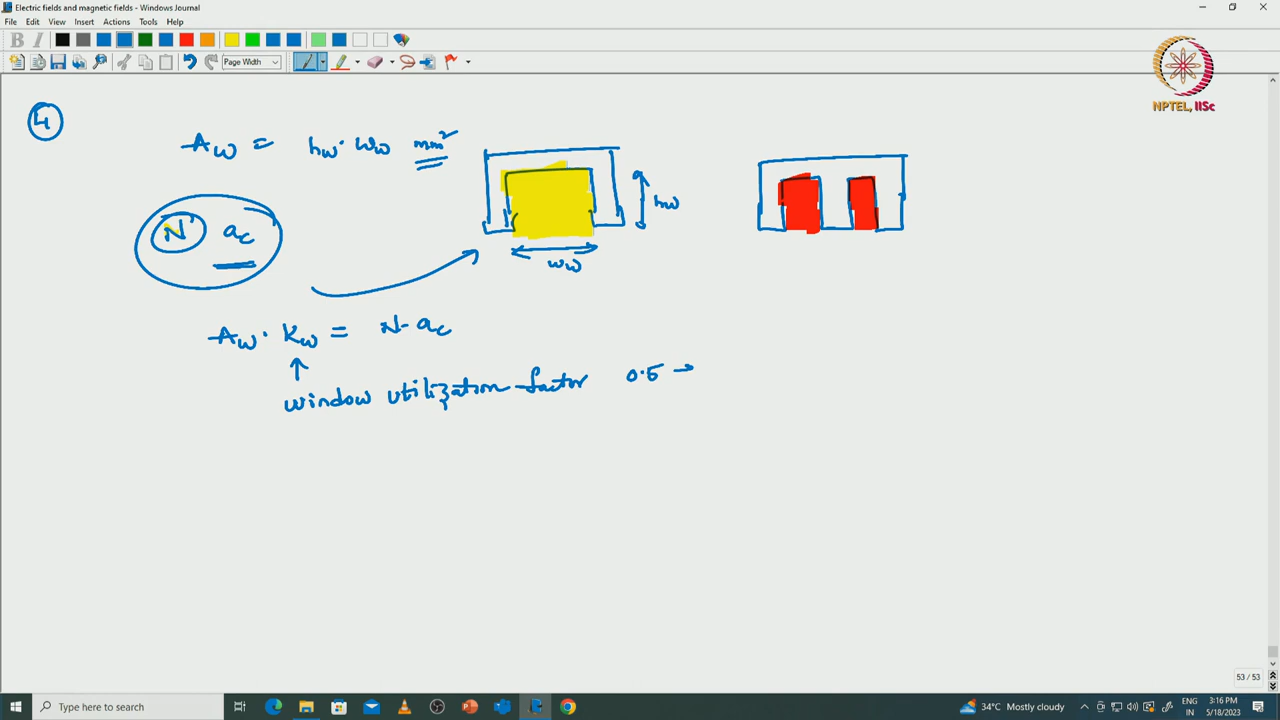 Electric fields and magnetic fields - Windows Journal
File Edit View Insert Actions Tools Help
Page Width
NPTEL, IISc
4
Aw = hw · ww mm²
hw
ww
N ac
Aw · Kw = N · ac
window utilization factor 0.5 →
53 / 53
Type here to search
34°C Mostly cloudy
ENG
IN
3:16 PM
5/18/2023